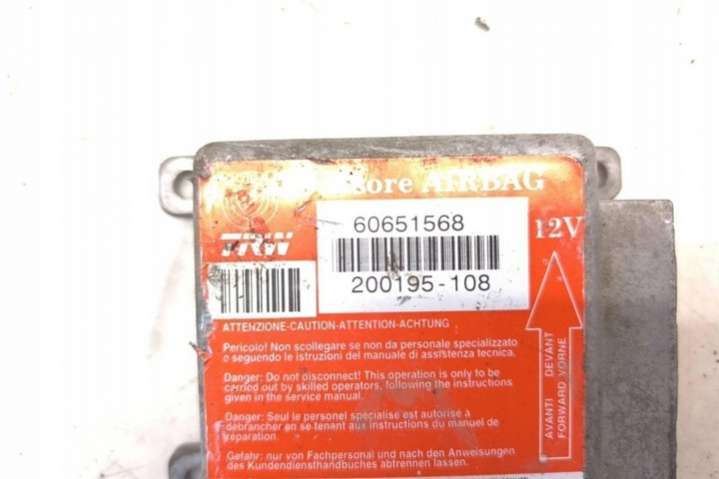 AIRBAG
60651568
TRW
12V
200195-108
ATTENZIONE-CAUTION-ATTENTION-ACHTUNG
Pericolo! Non scollegare se non da personale specializzato
o seguendo le istruzioni del manuale di assistenza tecnica.
Danger: Do not disconnect! This operation is only to be
carried out by skilled operators, following the instructions
given in the service manual.
Danger: Seul le personel spécialisé est autorisé à
débrancher en se tenant aux instructions du manuel de
réparation.
Gefahr: nur von Fachpersonal und nach den Anweisungen
des Kundendiensthandbuches abtrennen lassen.
AVANTI DEVANT
FORWARD VORNE